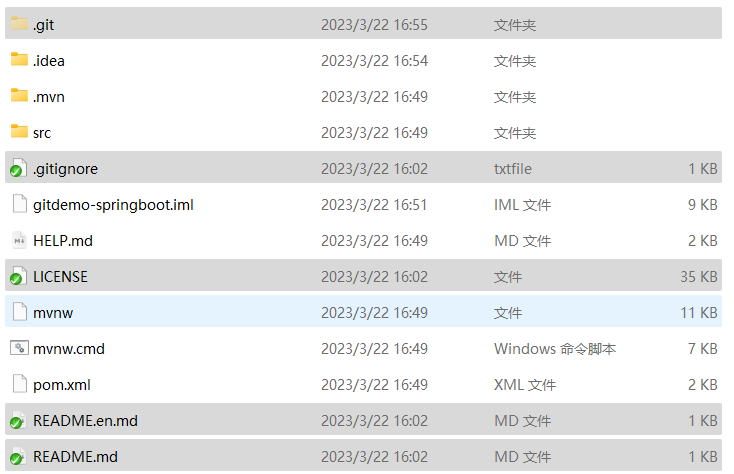 .git 2023/3/22 16:55 文件夹
.idea 2023/3/22 16:54 文件夹
.mvn 2023/3/22 16:49 文件夹
src 2023/3/22 16:49 文件夹
.gitignore 2023/3/22 16:02 txtfile 1 KB
gitdemo-springboot.iml 2023/3/22 16:51 IML 文件 9 KB
HELP.md 2023/3/22 16:49 MD 文件 2 KB
LICENSE 2023/3/22 16:02 文件 35 KB
mvnw 2023/3/22 16:49 文件 11 KB
mvnw.cmd 2023/3/22 16:49 Windows 命令脚本 7 KB
pom.xml 2023/3/22 16:49 XML 文件 2 KB
README.en.md 2023/3/22 16:02 MD 文件 1 KB
README.md 2023/3/22 16:02 MD 文件 1 KB